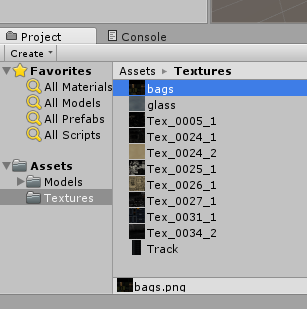 Project Console
Create
Favorites
All Materials
All Models
All Prefabs
All Scripts
Assets
Models
Textures
Assets Textures
bags
glass
Tex_0005_1
Tex_0024_1
Tex_0024_2
Tex_0025_1
Tex_0026_1
Tex_0027_1
Tex_0031_1
Tex_0034_2
Track
bags.png